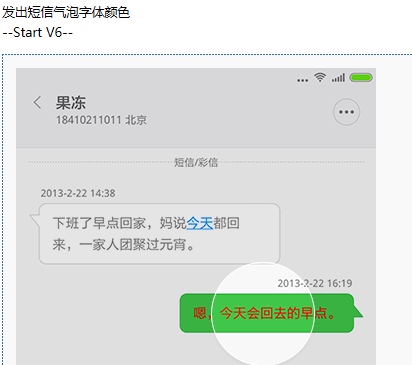 发出短信气泡字体颜色
--Start V6--
果冻
18410211011 北京
短信/彩信
2013-2-22 14:38
下班了早点回家，妈说今天都回
来，一家人团聚过元宵。
2013-2-22 16:19
嗯，今天会回去的早点。